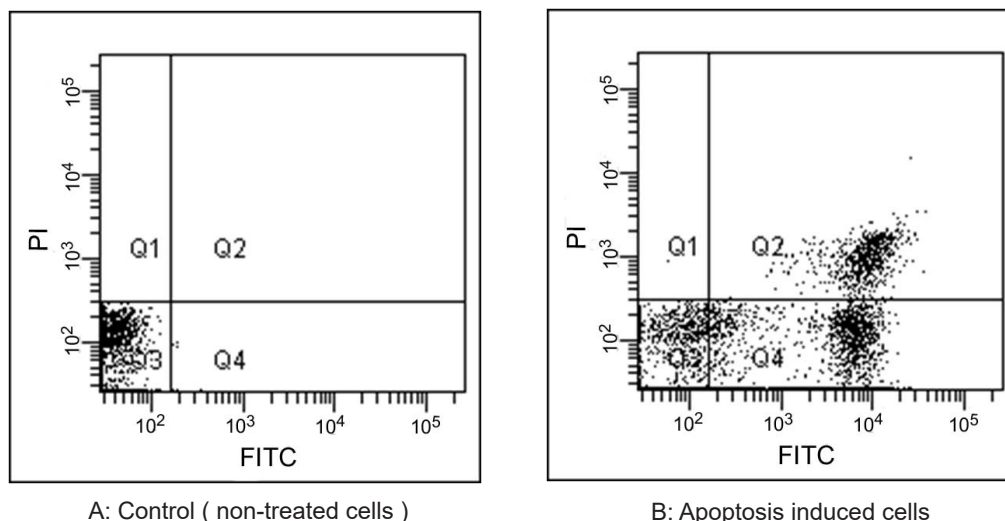 10^5
10^4
10^3
10^2
PI
Q1 Q2
Q3 Q4
10^2 10^3 10^4 10^5
FITC
A: Control ( non-treated cells )
10^5
10^4
10^3
10^2
PI
Q1 Q2
Q Q4
10^2 10^3 10^4 10^5
FITC
B: Apoptosis induced cells